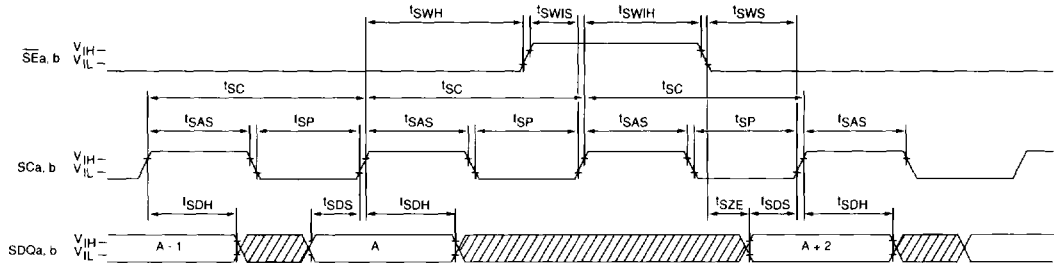 tSWH tSWIS tSWIH tSWS
SEa, b VIH VIL
tSC tSC tSC
tSAS tSP tSAS tSP tSAS tSP tSAS
SCa, b VIH VIL
tSDH tSDS tSDH tSZE tSDS tSDH
SDQa, b VIH VIL A - 1 A A + 2